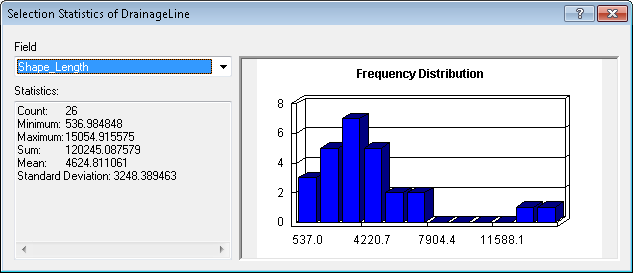 Selection Statistics of DrainageLine
Field
Shape_Length
Statistics:
Count: 26
Minimum: 536.984848
Maximum: 15054.915575
Sum: 120245.087579
Mean: 4624.811061
Standard Deviation: 3248.389463
Frequency Distribution
8
6
4
2
0
537.0 4220.7 7904.4 11588.1